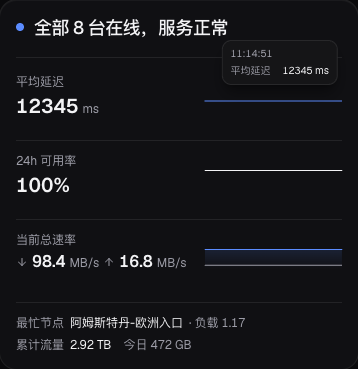 全部 8 台在线，服务正常
11:14:51
平均延迟 12345 ms
平均延迟
12345 ms
24h 可用率
100%
当前总速率
↓ 98.4 MB/s ↑ 16.8 MB/s
最忙节点 阿姆斯特丹-欧洲入口 · 负载 1.17
累计流量 2.92 TB 今日 472 GB